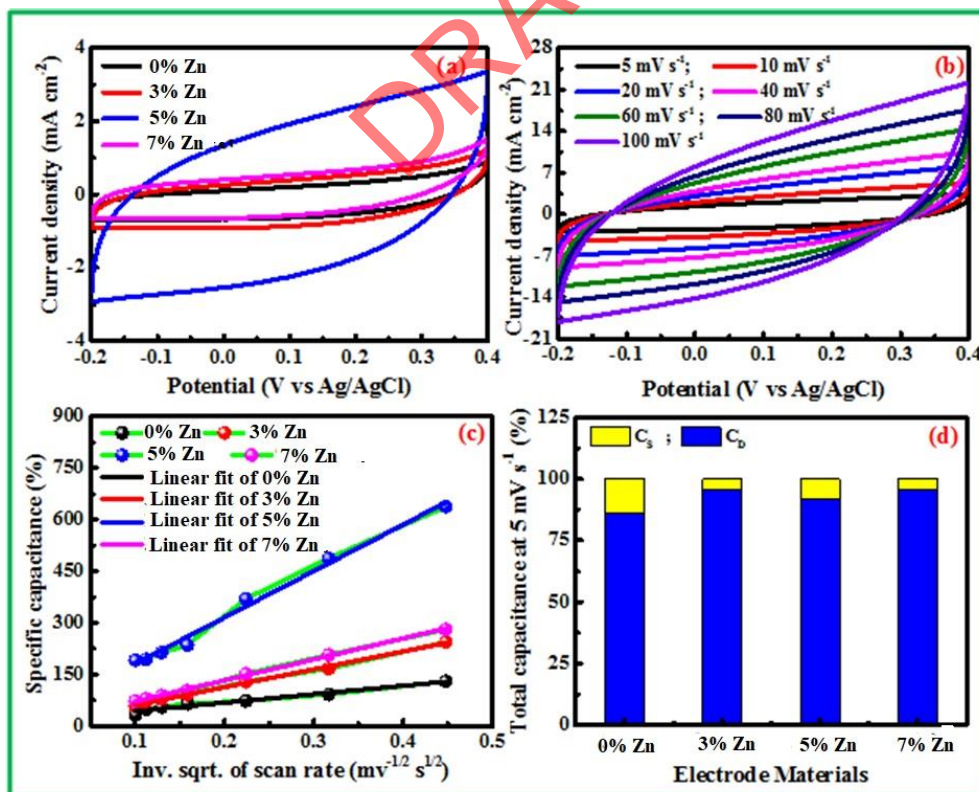 DRA
4
2
0
-2
-4
Current density (mA cm⁻²)
0% Zn
3% Zn
5% Zn
7% Zn
(a)
-0.2 -0.1 0.0 0.1 0.2 0.3 0.4
Potential (V vs Ag/AgCl)
28
21
14
7
0
-7
-14
-21
Current density (mA cm⁻²)
5 mV s⁻¹; 10 mV s⁻¹
20 mV s⁻¹ ; 40 mV s⁻¹
60 mV s⁻¹ ; 80 mV s⁻¹
100 mV s⁻¹
(b)
-0.2 -0.1 0.0 0.1 0.2 0.3 0.4
Potential (V vs Ag/AgCl)
900
750
600
450
300
150
0
Specific capacitance (%)
0% Zn 3% Zn
5% Zn 7% Zn
Linear fit of 0% Zn
Linear fit of 3% Zn
Linear fit of 5% Zn
Linear fit of 7% Zn
(c)
0.1 0.2 0.3 0.4 0.5
Inv. sqrt. of scan rate (mv⁻¹/² s¹/²)
125
100
75
50
25
0
Total capacitance at 5 mV s⁻¹ (%)
C_S ; C_D
(d)
0% Zn 3% Zn 5% Zn 7% Zn
Electrode Materials